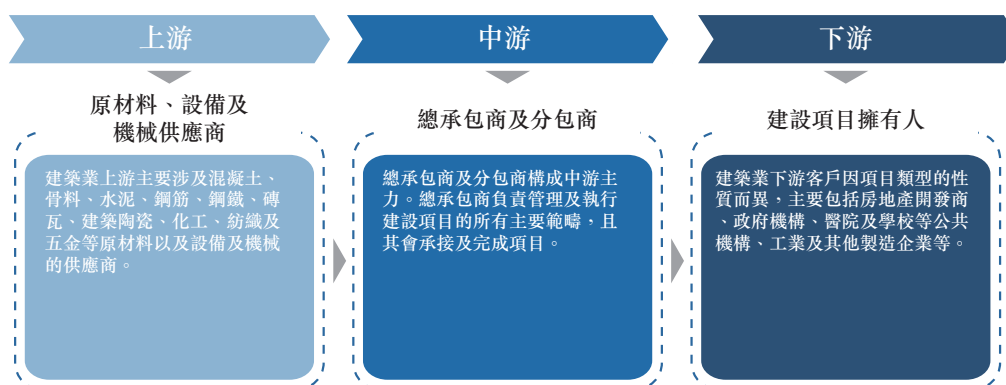 上游
中游
下游
原材料、設備及
機械供應商
總承包商及分包商
建設項目擁有人
建築業上游主要涉及混凝土、
骨料、水泥、鋼筋、鋼鐵、磚
瓦、建築陶瓷、化工、紡織及
五金等原材料以及設備及機械
的供應商。
總承包商及分包商構成中游主
力。總承包商負責管理及執行
建設項目的所有主要範疇，且
其會承接及完成項目。
建築業下游客戶因項目類型的性
質而異，主要包括房地產開發商
、政府機構、醫院及學校等公共
機構、工業及其他製造企業等。